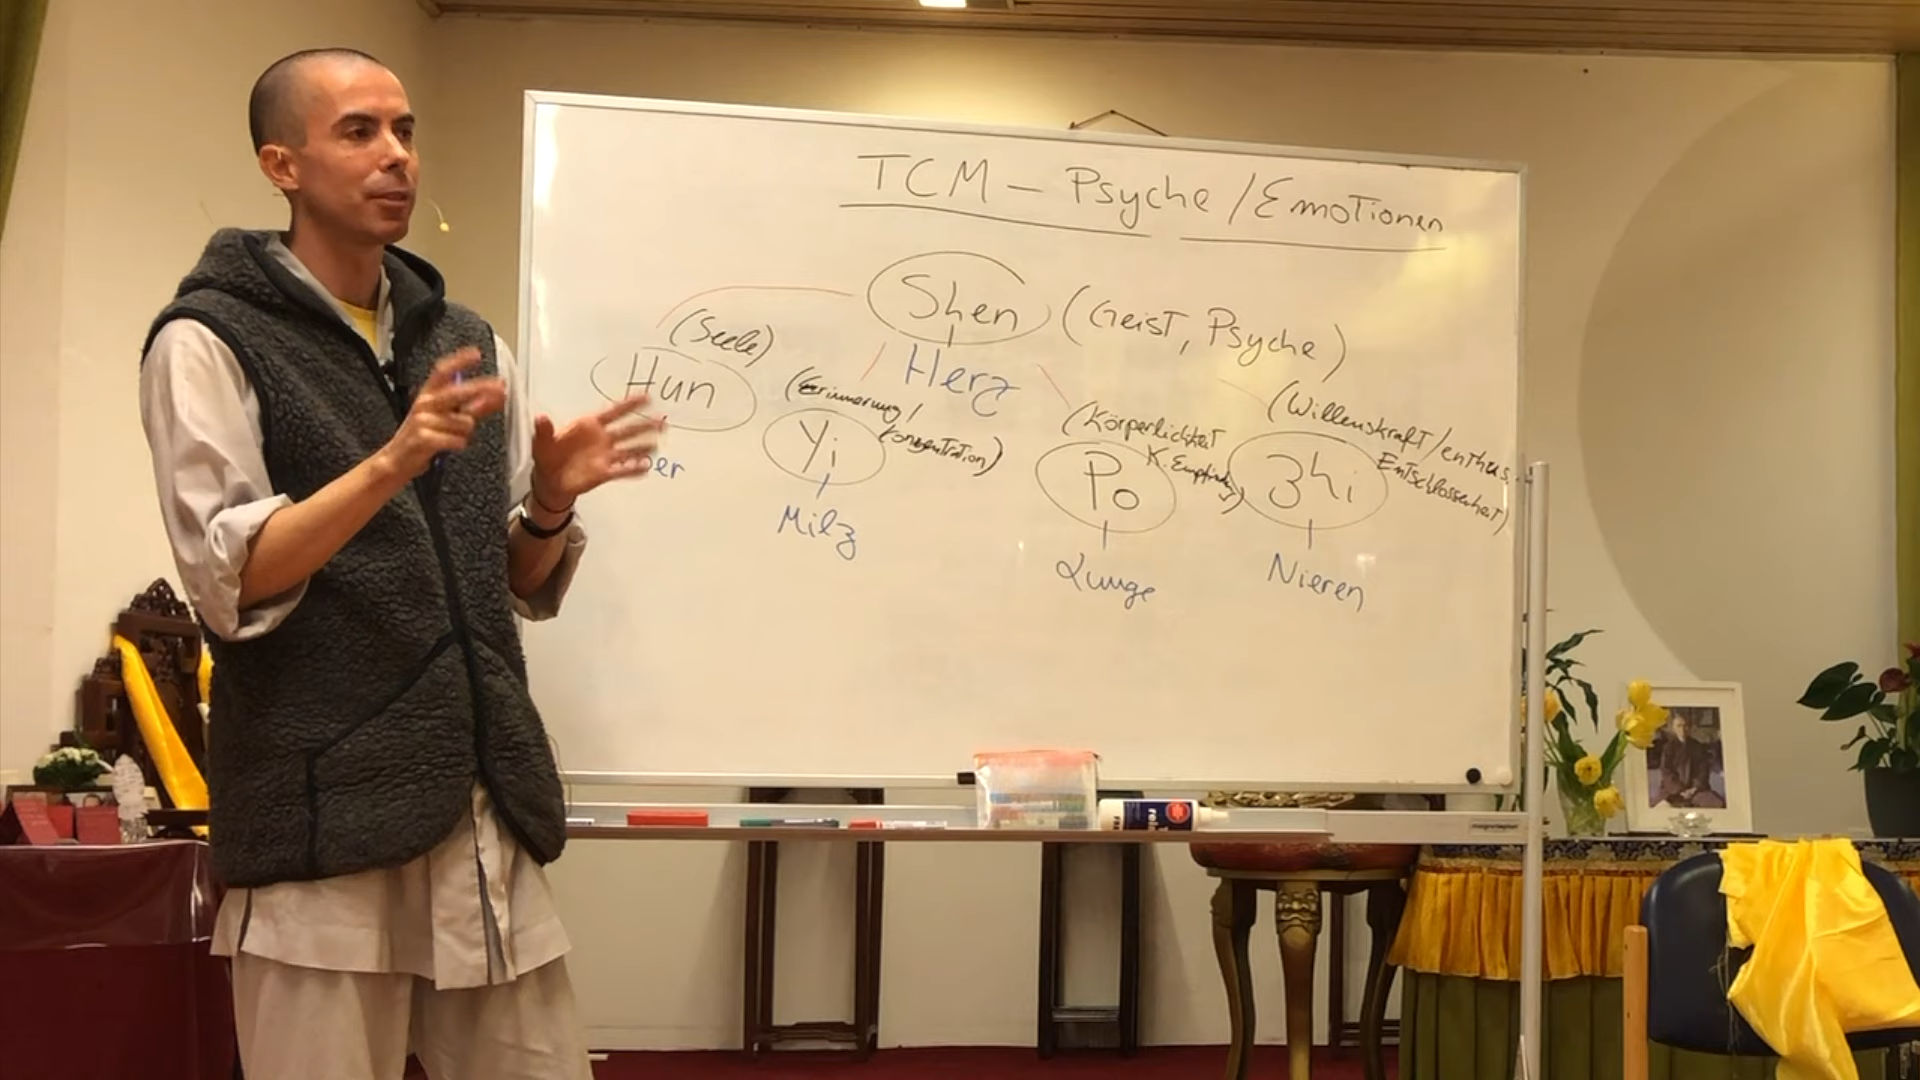 TCM – Psyche / Emotionen
Shen (Geist, Psyche)
Herz
(Seele)
Hun
(Erinnerung/
Konzentration)
Yi
Milz
(Körperlichkeit
Po
Lunge
(Willenskraft/enthus.
Entschlossenheit)
Zhi
Nieren